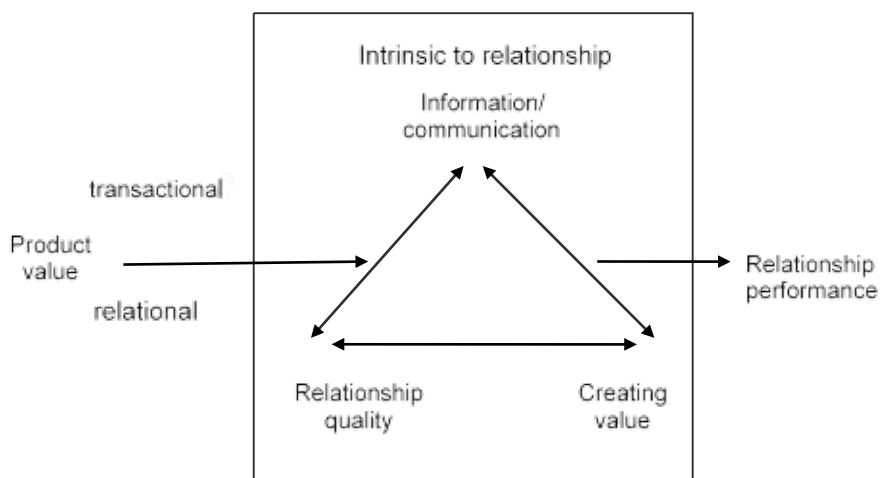 Intrinsic to relationship
Information/
communication
transactional
Product
value
relational
Relationship
performance
Relationship
quality
Creating
value